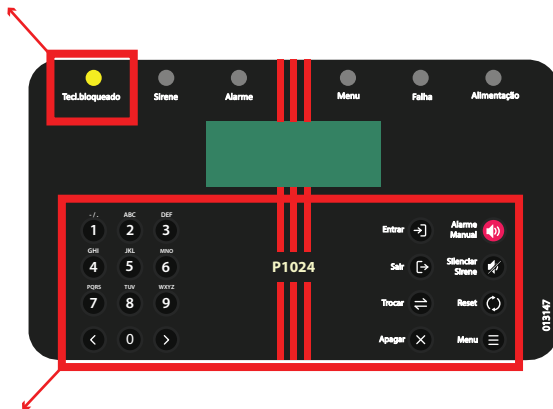 Tecl.bloqueado Sirene Alarme Menu Falha Alimentação
- / . ABC DEF
1 2 3
Entrar
Alarme
Manual
GHI JKL MNO
4 5 6
P1024
Sair
Silenciar
Sirene
PQRS TUV WXYZ
7 8 9
Trocar
Reset
< 0 >
Apagar
Menu
013147